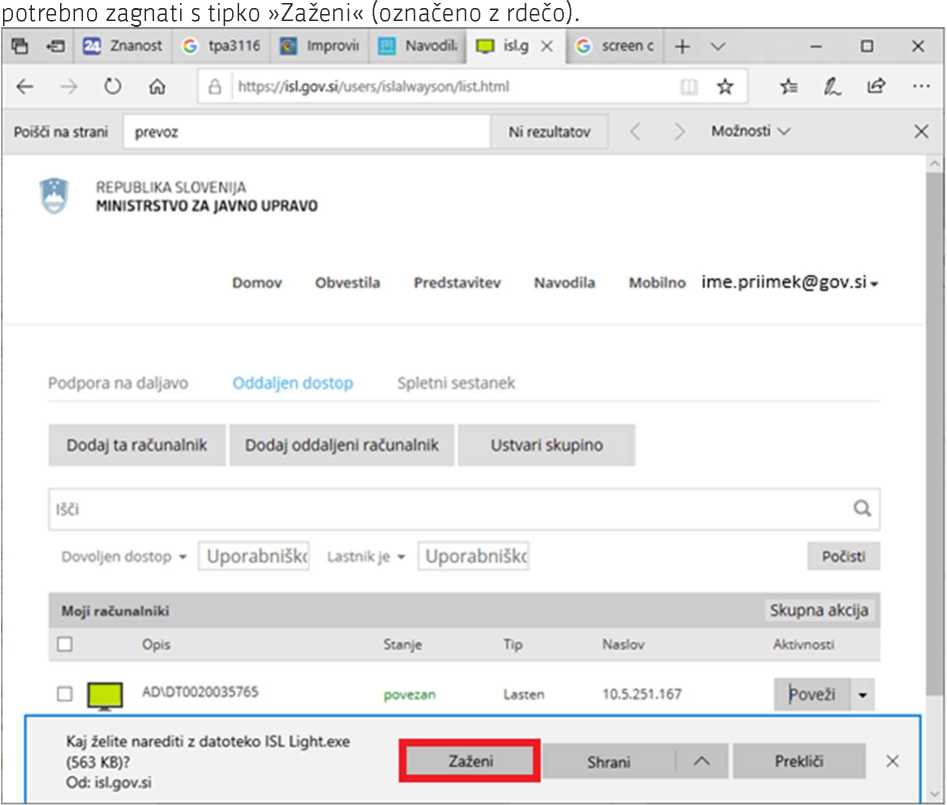 potrebno zagnati s tipko »Zaženi« (označeno z rdečo).
24 Znanost
tpa3116
Improvin
Navodila
isl.g
screen c
https://isl.gov.si/users/islalwayson/list.html
Poišči na strani
prevoz
Ni rezultatov
Možnosti
REPUBLIKA SLOVENIJA
MINISTRSTVO ZA JAVNO UPRAVO
Domov Obvestila Predstavitev Navodila Mobilno ime.priimek@gov.si
Podpora na daljavo Oddaljen dostop Spletni sestanek
Dodaj ta računalnik Dodaj oddaljeni računalnik Ustvari skupino
Išči
Dovoljen dostop Uporabniško Lastnik je Uporabniško Počisti
Moji računalniki Skupna akcija
Opis Stanje Tip Naslov Aktivnosti
AD\DT0020035765 povezan Lasten 10.5.251.167 Poveži
Kaj želite narediti z datoteko ISL Light.exe
(563 KB)?
Od: isl.gov.si
Zaženi Shrani Prekliči